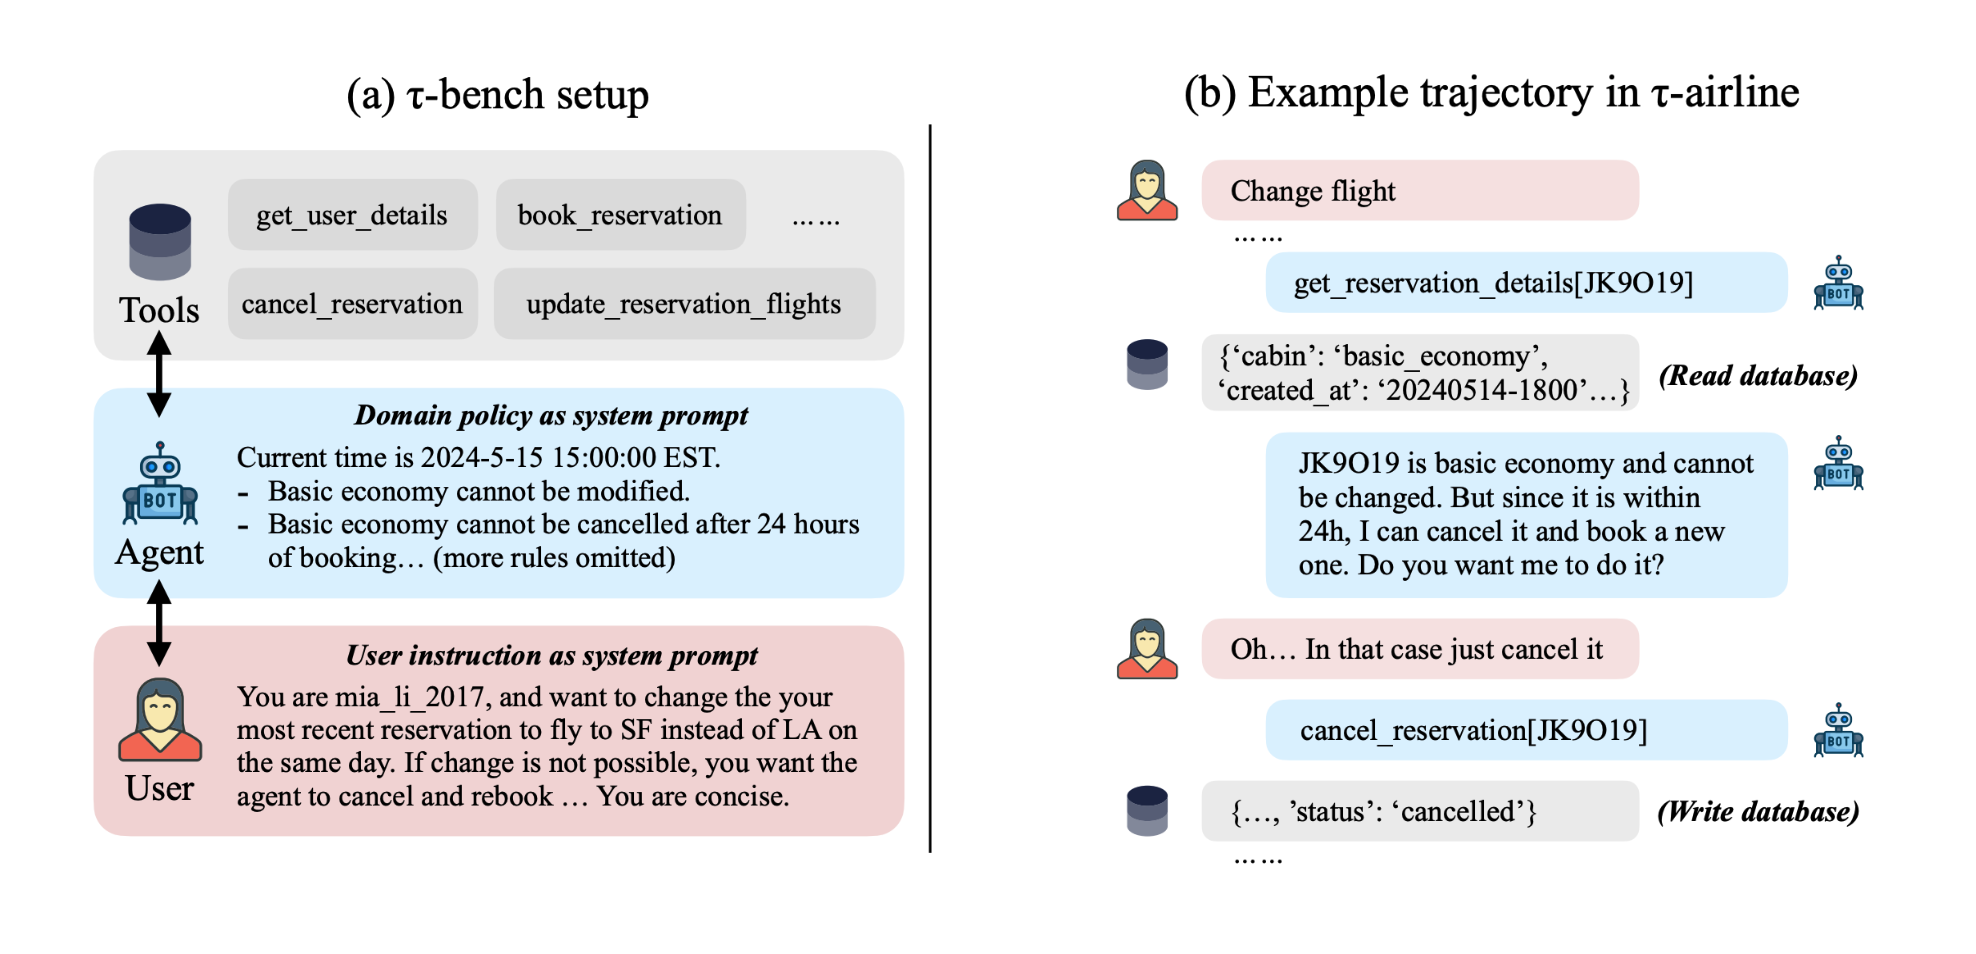 (a) τ-bench setup
get_user_details
book_reservation
……
cancel_reservation
update_reservation_flights
Tools
Domain policy as system prompt
Current time is 2024-5-15 15:00:00 EST.
- Basic economy cannot be modified.
- Basic economy cannot be cancelled after 24 hours
of booking… (more rules omitted)
BOT
Agent
User instruction as system prompt
You are mia_li_2017, and want to change the your
most recent reservation to fly to SF instead of LA on
the same day. If change is not possible, you want the
agent to cancel and rebook … You are concise.
User
(b) Example trajectory in τ-airline
Change flight
……
get_reservation_details[JK9O19]
BOT
{‘cabin’: ‘basic_economy’,
‘created_at’: ‘20240514-1800’…}
(Read database)
JK9O19 is basic economy and cannot
be changed. But since it is within
24h, I can cancel it and book a new
one. Do you want me to do it?
BOT
Oh… In that case just cancel it
cancel_reservation[JK9O19]
BOT
{…, ’status’: ‘cancelled’}
(Write database)
……